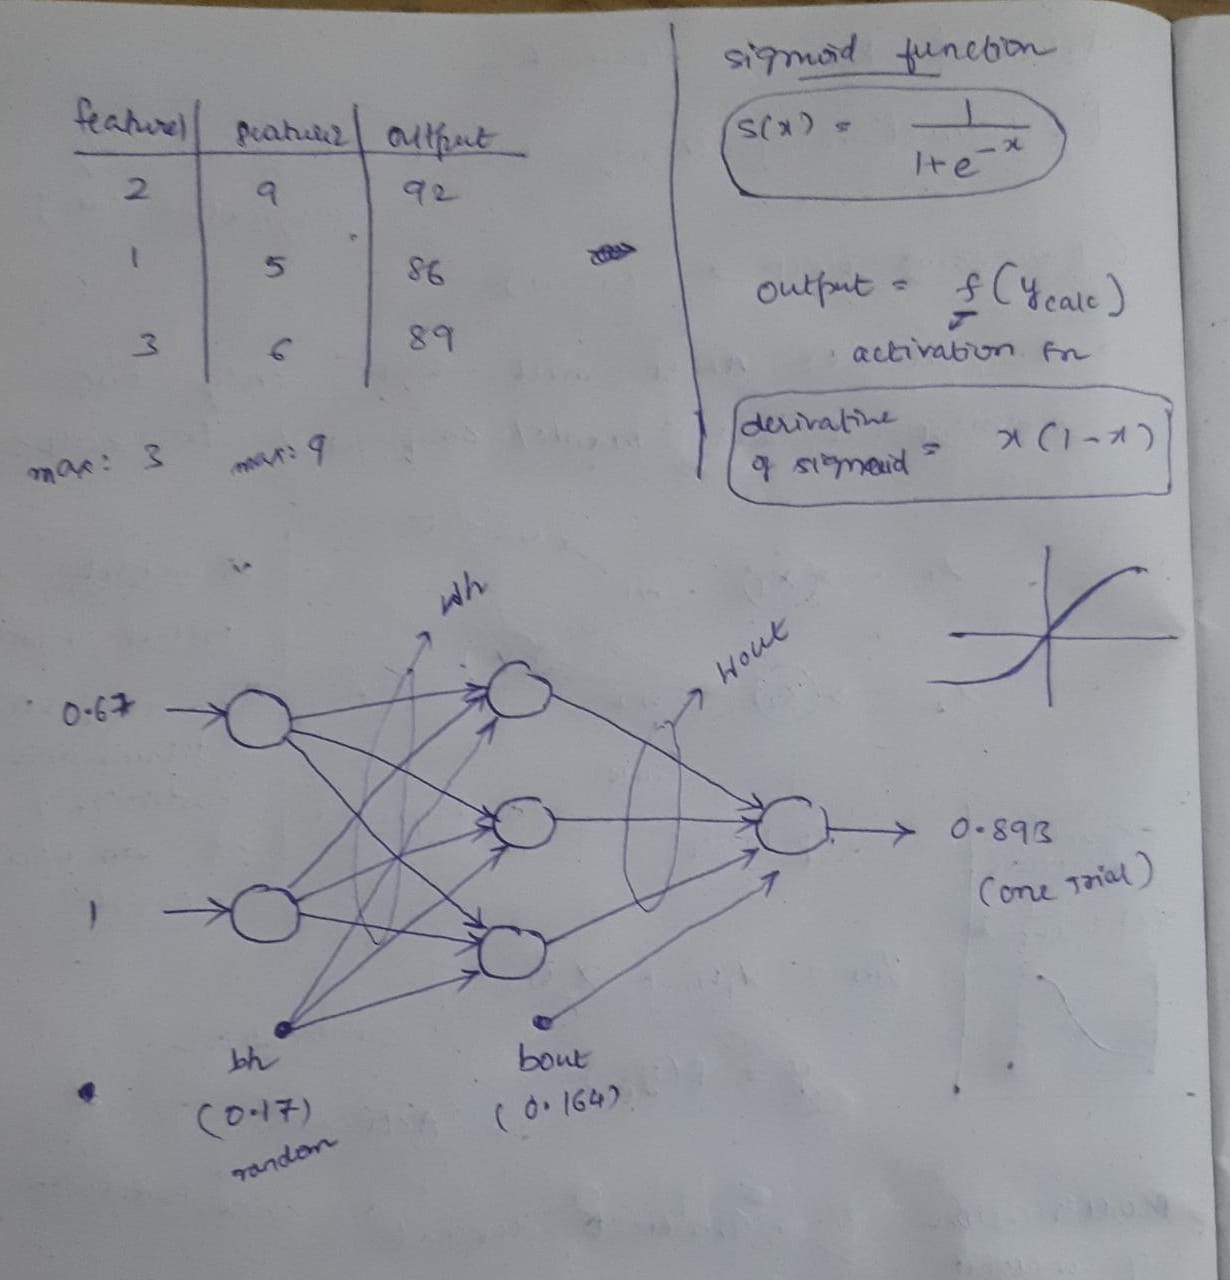 feature1 feature2 output
2 9 92
1 5 86
3 6 89
max: 3 max: 9
sigmoid function
s(x) = 1 / 1+e^-x
output = f(ycalc)
activation fn
derivative
of sigmoid = x(1-x)
wh
wout
0.67
1
0.893
(one trial)
bh
(0.17)
random
bout
(0.164)